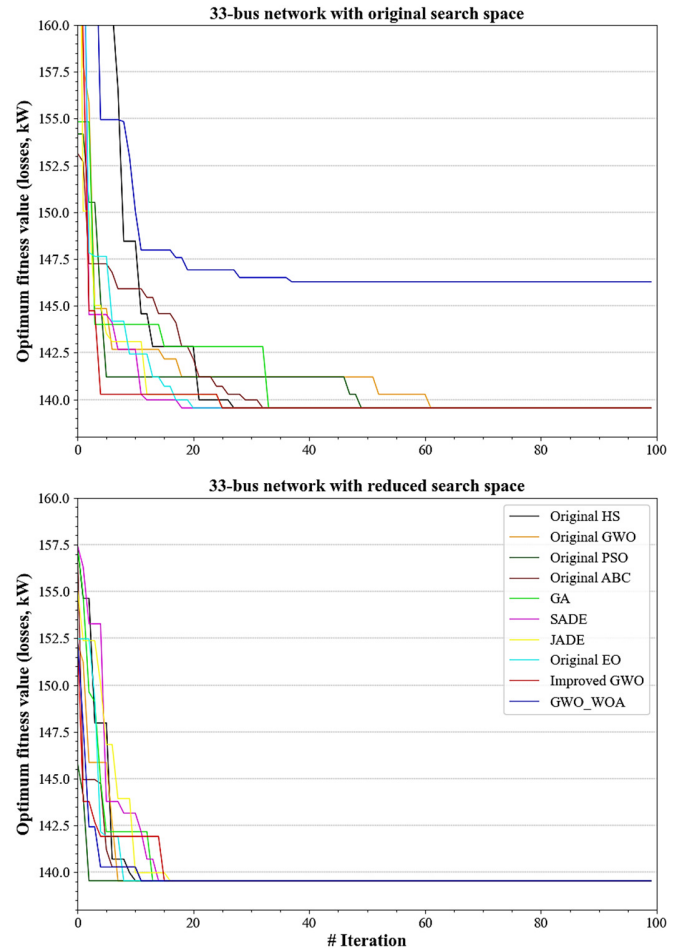 33-bus network with original search space
Optimum fitness value (losses, kW)
160.0
157.5
155.0
152.5
150.0
147.5
145.0
142.5
140.0
0 20 40 60 80 100
33-bus network with reduced search space
Optimum fitness value (losses, kW)
160.0
157.5
155.0
152.5
150.0
147.5
145.0
142.5
140.0
Original HS
Original GWO
Original PSO
Original ABC
GA
SADE
JADE
Original EO
Improved GWO
GWO_WOA
0 20 40 60 80 100
# Iteration